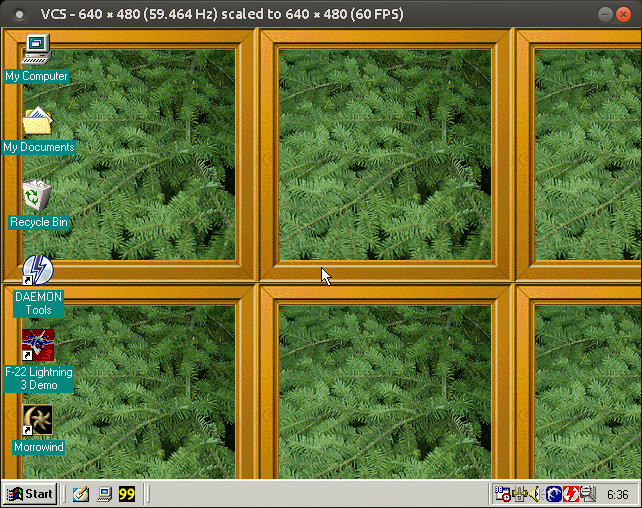 VCS - 640 × 480 (59.464 Hz) scaled to 640 × 480 (60 FPS)
My Computer
My Documents
Recycle Bin
DAEMON
Tools
F-22 Lightning
3 Demo
Morrowind
Start
99
6:36